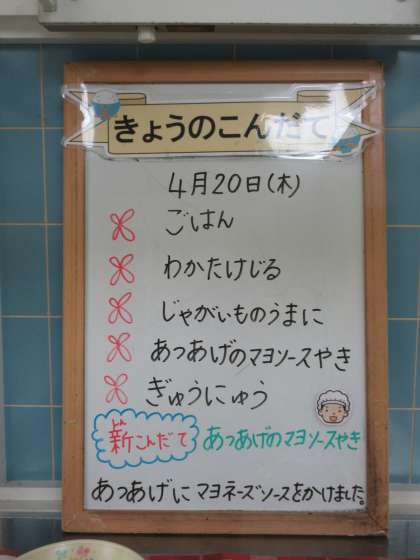 きょうのこんだて
4月20日(木)
ごはん
わかたけじる
じゃがいものうまに
あつあげのマヨソースやき
ぎゅうにゅう
新こんだて あつあげのマヨソースやき
あつあげにマヨネーズソースをかけました。